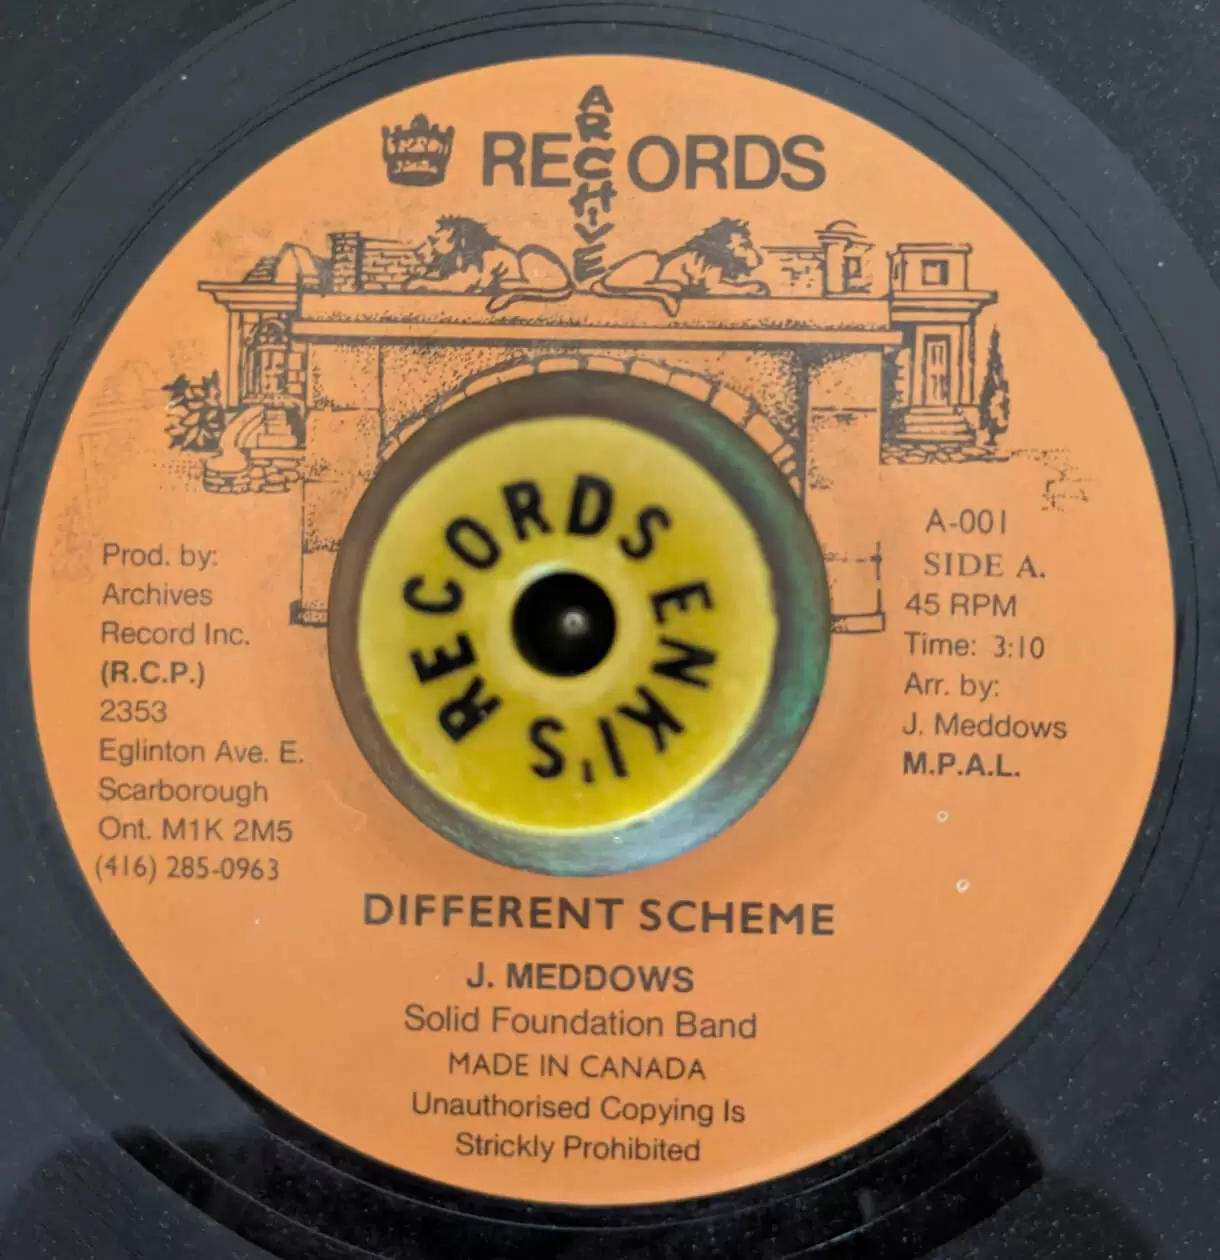 ARCHIVE
RECORDS
Prod. by:
Archives
Record Inc.
(R.C.P.)
2353
Eglinton Ave. E.
Scarborough
Ont. M1K 2M5
(416) 285-0963
RECORDS ENKI'S
A-001
SIDE A.
45 RPM
Time: 3:10
Arr. by:
J. Meddows
M.P.A.L.
DIFFERENT SCHEME
J. MEDDOWS
Solid Foundation Band
MADE IN CANADA
Unauthorised Copying Is
Strickly Prohibited